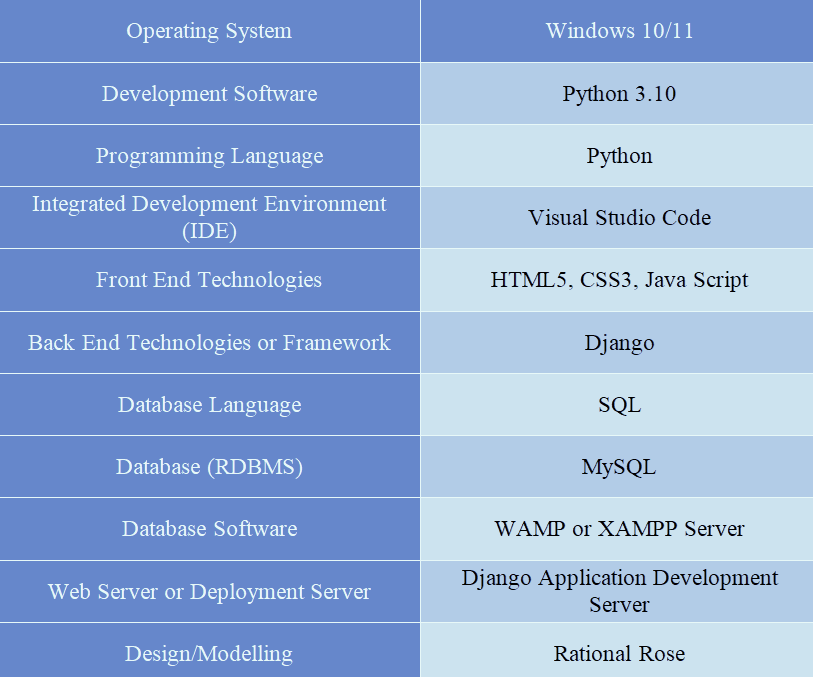 Operating System
Windows 10/11
Development Software
Python 3.10
Programming Language
Python
Integrated Development Environment
(IDE)
Visual Studio Code
Front End Technologies
HTML5, CSS3, Java Script
Back End Technologies or Framework
Django
Database Language
SQL
Database (RDBMS)
MySQL
Database Software
WAMP or XAMPP Server
Web Server or Deployment Server
Django Application Development
Server
Design/Modelling
Rational Rose